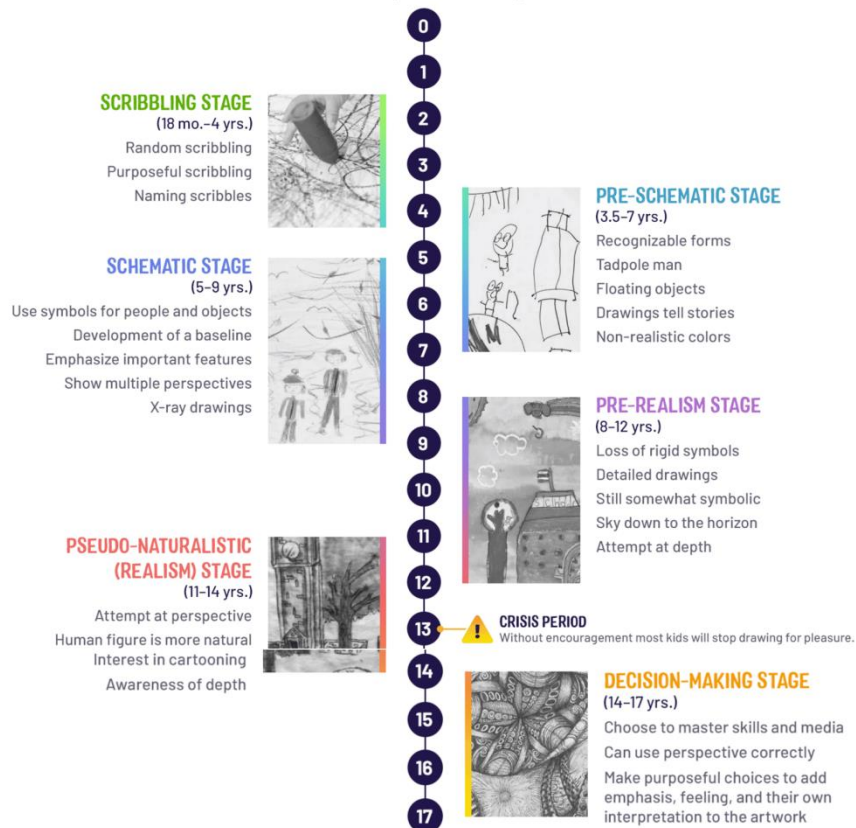 0
1
2
3
4
5
6
7
8
9
10
11
12
13
14
15
16
17
SCRIBBLING STAGE
(18 mo.–4 yrs.)
Random scribbling
Purposeful scribbling
Naming scribbles
PRE-SCHEMATIC STAGE
(3.5–7 yrs.)
Recognizable forms
Tadpole man
Floating objects
Drawings tell stories
Non-realistic colors
SCHEMATIC STAGE
(5–9 yrs.)
Use symbols for people and objects
Development of a baseline
Emphasize important features
Show multiple perspectives
X-ray drawings
PRE-REALISM STAGE
(8–12 yrs.)
Loss of rigid symbols
Detailed drawings
Still somewhat symbolic
Sky down to the horizon
Attempt at depth
PSEUDO-NATURALISTIC
(REALISM) STAGE
(11–14 yrs.)
Attempt at perspective
Human figure is more natural
Interest in cartooning
Awareness of depth
!
CRISIS PERIOD
Without encouragement most kids will stop drawing for pleasure.
DECISION-MAKING STAGE
(14–17 yrs.)
Choose to master skills and media
Can use perspective correctly
Make purposeful choices to add
emphasis, feeling, and their own
interpretation to the artwork